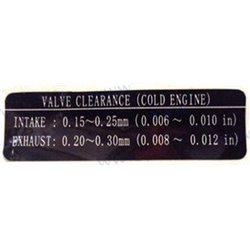 VALVE CLEARANCE (COLD ENGINE)
INTAKE : 0.15～0.25mm (0.006 ～ 0.010 in)
EXHAUST: 0.20～0.30mm (0.008 ～ 0.012 in)